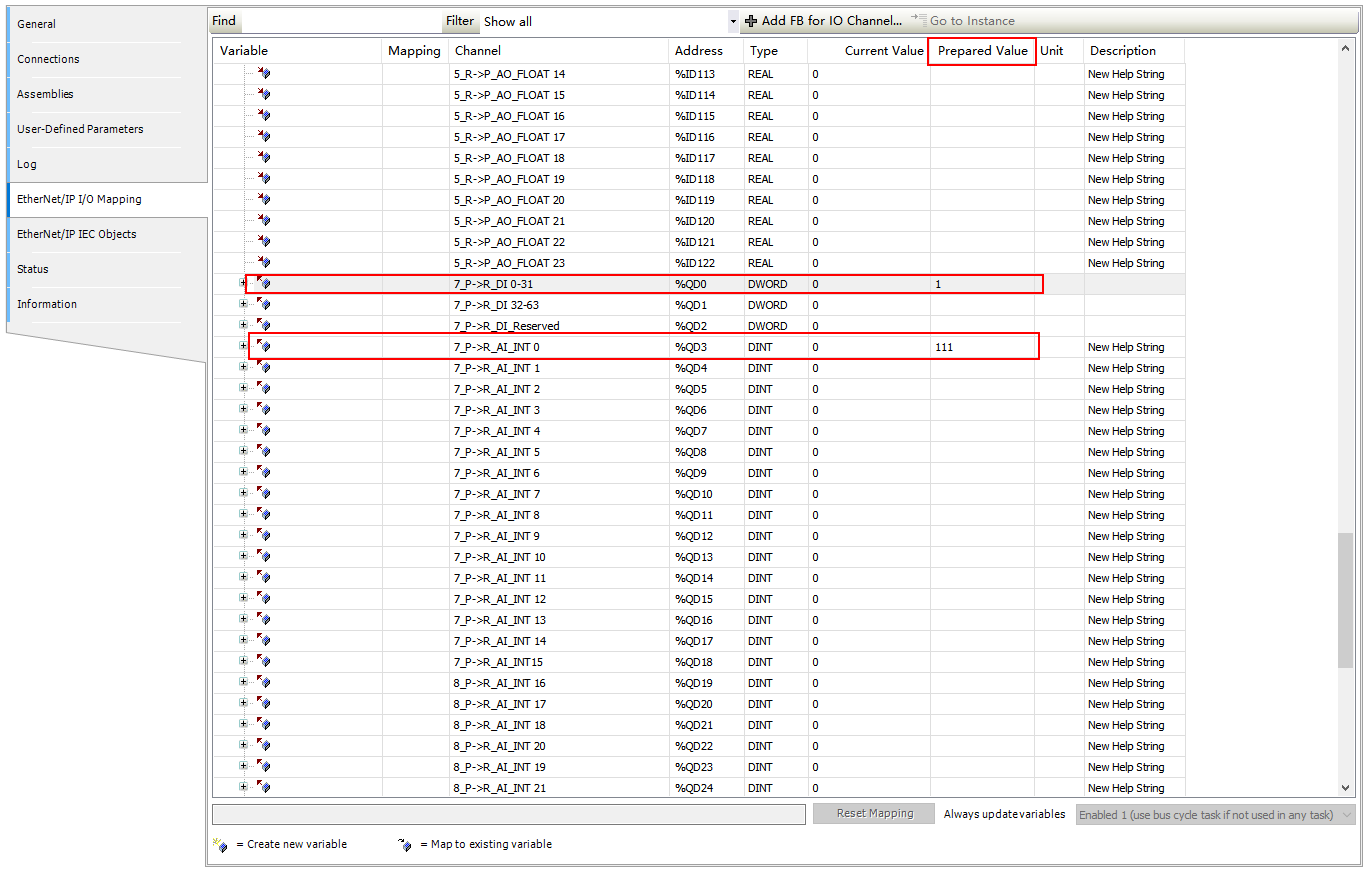 General
Connections
Assemblies
User-Defined Parameters
Log
EtherNet/IP I/O Mapping
EtherNet/IP IEC Objects
Status
Information
Find Filter Show all Add FB for IO Channel... Go to Instance
Variable Mapping Channel Address Type Current Value Prepared Value Unit Description
5_R->P_AO_FLOAT 14 %ID113 REAL 0 New Help String
5_R->P_AO_FLOAT 15 %ID114 REAL 0 New Help String
5_R->P_AO_FLOAT 16 %ID115 REAL 0 New Help String
5_R->P_AO_FLOAT 17 %ID116 REAL 0 New Help String
5_R->P_AO_FLOAT 18 %ID117 REAL 0 New Help String
5_R->P_AO_FLOAT 19 %ID118 REAL 0 New Help String
5_R->P_AO_FLOAT 20 %ID119 REAL 0 New Help String
5_R->P_AO_FLOAT 21 %ID120 REAL 0 New Help String
5_R->P_AO_FLOAT 22 %ID121 REAL 0 New Help String
5_R->P_AO_FLOAT 23 %ID122 REAL 0 New Help String
7_P->R_DI 0-31 %QD0 DWORD 0 1
7_P->R_DI 32-63 %QD1 DWORD 0
7_P->R_DI_Reserved %QD2 DWORD 0
7_P->R_AI_INT 0 %QD3 DINT 0 111 New Help String
7_P->R_AI_INT 1 %QD4 DINT 0 New Help String
7_P->R_AI_INT 2 %QD5 DINT 0 New Help String
7_P->R_AI_INT 3 %QD6 DINT 0 New Help String
7_P->R_AI_INT 4 %QD7 DINT 0 New Help String
7_P->R_AI_INT 5 %QD8 DINT 0 New Help String
7_P->R_AI_INT 6 %QD9 DINT 0 New Help String
7_P->R_AI_INT 7 %QD10 DINT 0 New Help String
7_P->R_AI_INT 8 %QD11 DINT 0 New Help String
7_P->R_AI_INT 9 %QD12 DINT 0 New Help String
7_P->R_AI_INT 10 %QD13 DINT 0 New Help String
7_P->R_AI_INT 11 %QD14 DINT 0 New Help String
7_P->R_AI_INT 12 %QD15 DINT 0 New Help String
7_P->R_AI_INT 13 %QD16 DINT 0 New Help String
7_P->R_AI_INT 14 %QD17 DINT 0 New Help String
7_P->R_AI_INT15 %QD18 DINT 0 New Help String
8_P->R_AI_INT 16 %QD19 DINT 0 New Help String
8_P->R_AI_INT 17 %QD20 DINT 0 New Help String
8_P->R_AI_INT 18 %QD21 DINT 0 New Help String
8_P->R_AI_INT 20 %QD22 DINT 0 New Help String
8_P->R_AI_INT 19 %QD23 DINT 0 New Help String
8_P->R_AI_INT 21 %QD24 DINT 0 New Help String
Reset Mapping Always update variables Enabled 1 (use bus cycle task if not used in any task)
= Create new variable = Map to existing variable